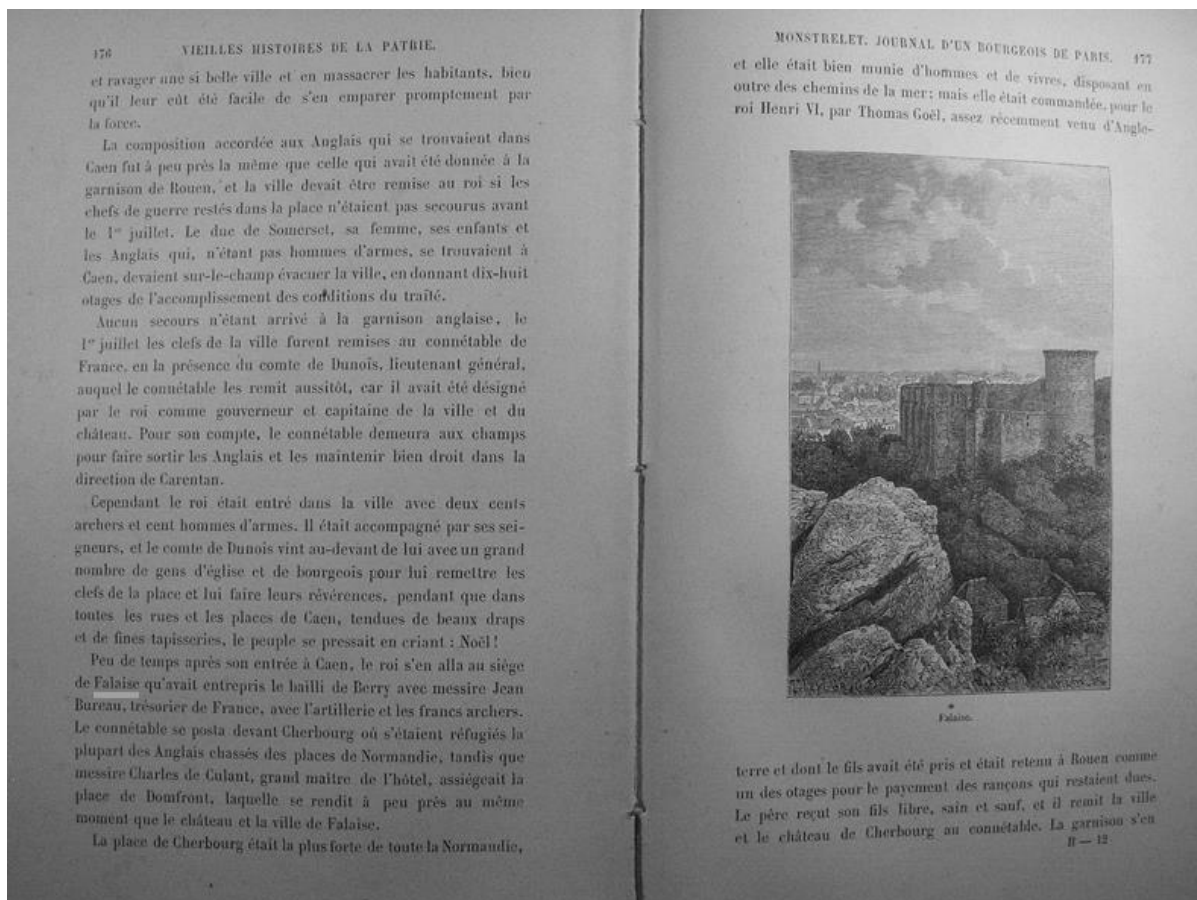 176
VIEILLES HISTOIRES DE LA PATRIE.
et ravager une si belle ville et en massacrer les habitants, bien
qu'il leur eût été facile de s'en emparer promptement par
la force.
La composition accordée aux Anglais qui se trouvaient dans
Caen fut à peu près la même que celle qui avait été donnée à la
garnison de Rouen, et la ville devait être remise au roi si les
chefs de guerre restés dans la place n'étaient pas secourus avant
le 1er juillet. Le duc de Somerset, sa femme, ses enfants et
les Anglais qui, n'étant pas hommes d'armes, se trouvaient à
Caen, devaient sur-le-champ évacuer la ville, en donnant dix-huit
otages de l'accomplissement des conditions du traité.
Aucun secours n'étant arrivé à la garnison anglaise, le
1er juillet les clefs de la ville furent remises au connétable de
France, en la présence du comte de Dunois, lieutenant général,
auquel le connétable les remit aussitôt, car il avait été désigné
par le roi comme gouverneur et capitaine de la ville et du
château. Pour son compte, le connétable demeura aux champs
pour faire sortir les Anglais et les maintenir bien droit dans la
direction de Carentan.
Cependant le roi était entré dans la ville avec deux cents
archers et cent hommes d'armes. Il était accompagné par ses sei-
gneurs, et le comte de Dunois vint au-devant de lui avec un grand
nombre de gens d'église et de bourgeois pour lui remettre les
clefs de la place et lui faire leurs révérences, pendant que dans
toutes les rues et les places de Caen, tendues de beaux draps
et de fines tapisseries, le peuple se pressait en criant : Noël !
Peu de temps après son entrée à Caen, le roi s'en alla au siège
de Falaise qu'avait entrepris le bailli de Berry avec messire Jean
Bureau, trésorier de France, avec l'artillerie et les francs archers.
Le connétable se posta devant Cherbourg où s'étaient réfugiés la
plupart des Anglais chassés des places de Normandie, tandis que
messire Charles de Culant, grand maître de l'hôtel, assiégeait la
place de Domfront, laquelle se rendit à peu près au même
moment que le château et la ville de Falaise.
La place de Cherbourg était la plus forte de toute la Normandie,
MONSTRELET. JOURNAL D'UN BOURGEOIS DE PARIS. 177
et elle était bien munie d'hommes et de vivres, disposant en
outre des chemins de la mer; mais elle était commandée, pour le
roi Henri VI, par Thomas Goël, assez récemment venu d'Angle-
Falaise.
terre et dont le fils avait été pris et était retenu à Rouen comme
un des otages pour le payement des rançons qui restaient dues.
Le père reçut son fils libre, sain et sauf, et il remit la ville
et le château de Cherbourg au connétable. La garnison s'en
II — 12